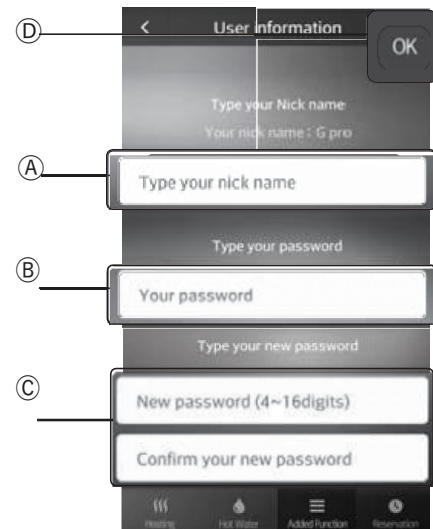 Ⓓ
User information
OK
Type your Nick name
Your nick name : G pro
Ⓐ
Type your nick name
Type your password
Ⓑ
Your password
Type your new password
Ⓒ
New password (4~16digits)
Confirm your new password
Heating Hot Water Added Function Reservation